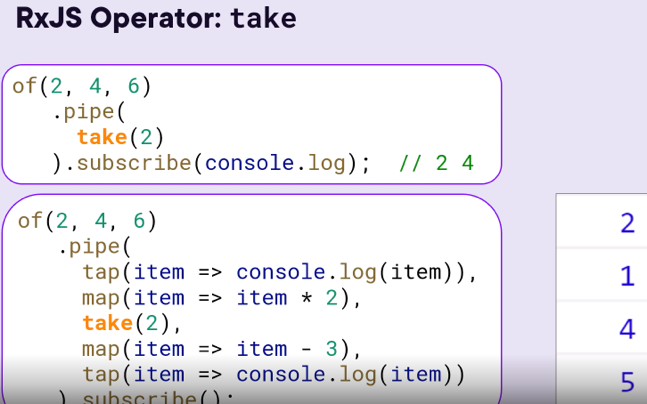 RxJS Operator: take
of(2, 4, 6)
.pipe(
take(2)
).subscribe(console.log); // 2 4
of(2, 4, 6)
.pipe(
tap(item => console.log(item)),
map(item => item * 2),
take(2),
map(item => item - 3),
tap(item => console.log(item))
).subscribe();
2
1
4
5